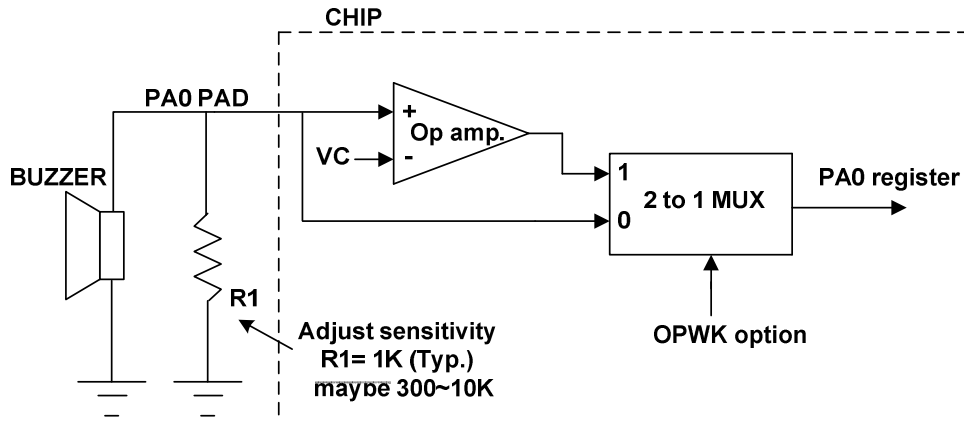 CHIP
PA0 PAD
+
Op amp.
VC
-
BUZZER
1
2 to 1 MUX
0
PA0 register
R1
Adjust sensitivity
R1= 1K (Typ.)
maybe 300~10K
OPWK option